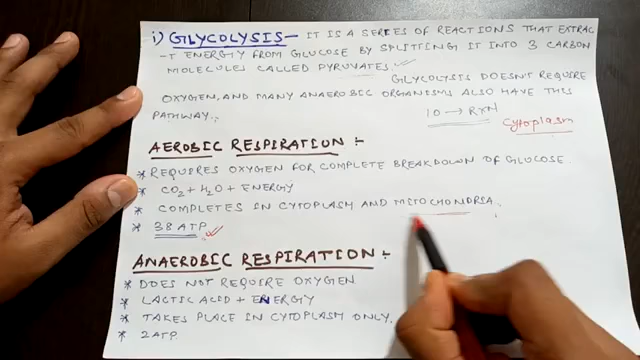 i) GLYCOLYSIS - IT IS A SERIES OF REACTIONS THAT EXTRAC
-T ENERGY FROM GLUCOSE BY SPLITING IT INTO 3 CARBON
MOLECULES CALLED PYRUVATES.
GLYCOLYSIS DOESN'T REQUIRE
OXYGEN, AND MANY ANAEROBIC ORGANISMS ALSO HAVE THIS
PATHWAY.
10 → RXN
Cytoplasm
AEROBIC RESPIRATION :-
* REQUIRES OXYGEN FOR COMPLETE BREAKDOWN OF GLUCOSE
* CO2 + H2O + ENERGY
* COMPLETES IN CYTOPLASM AND MITOCHONDRIA.
* 38 ATP
ANAEROBIC RESPIRATION :-
* DOES NOT REQUIRE OXYGEN
* LACTIC ACID + ENERGY
* TAKES PLACE IN CYTOPLASM ONLY.
* 2ATP